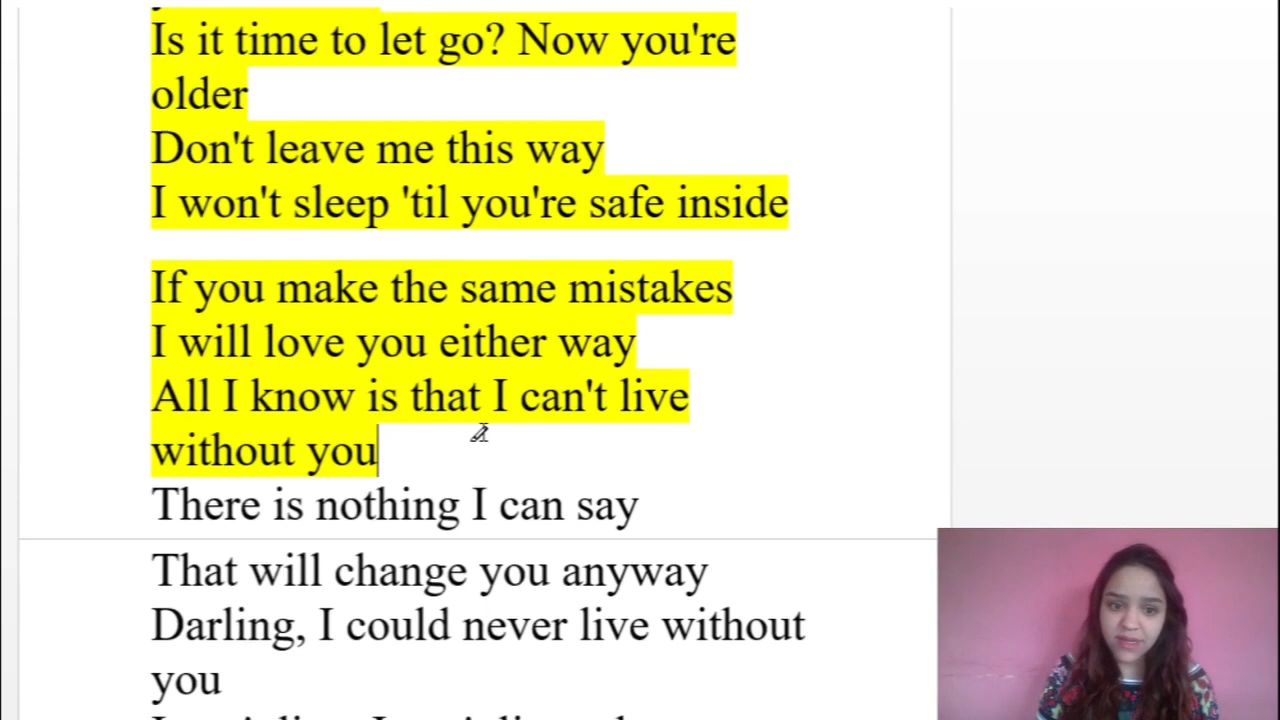 Is it time to let go? Now you're
older
Don't leave me this way
I won't sleep 'til you're safe inside
If you make the same mistakes
I will love you either way
All I know is that I can't live
without you
There is nothing I can say
That will change you anyway
Darling, I could never live without
you